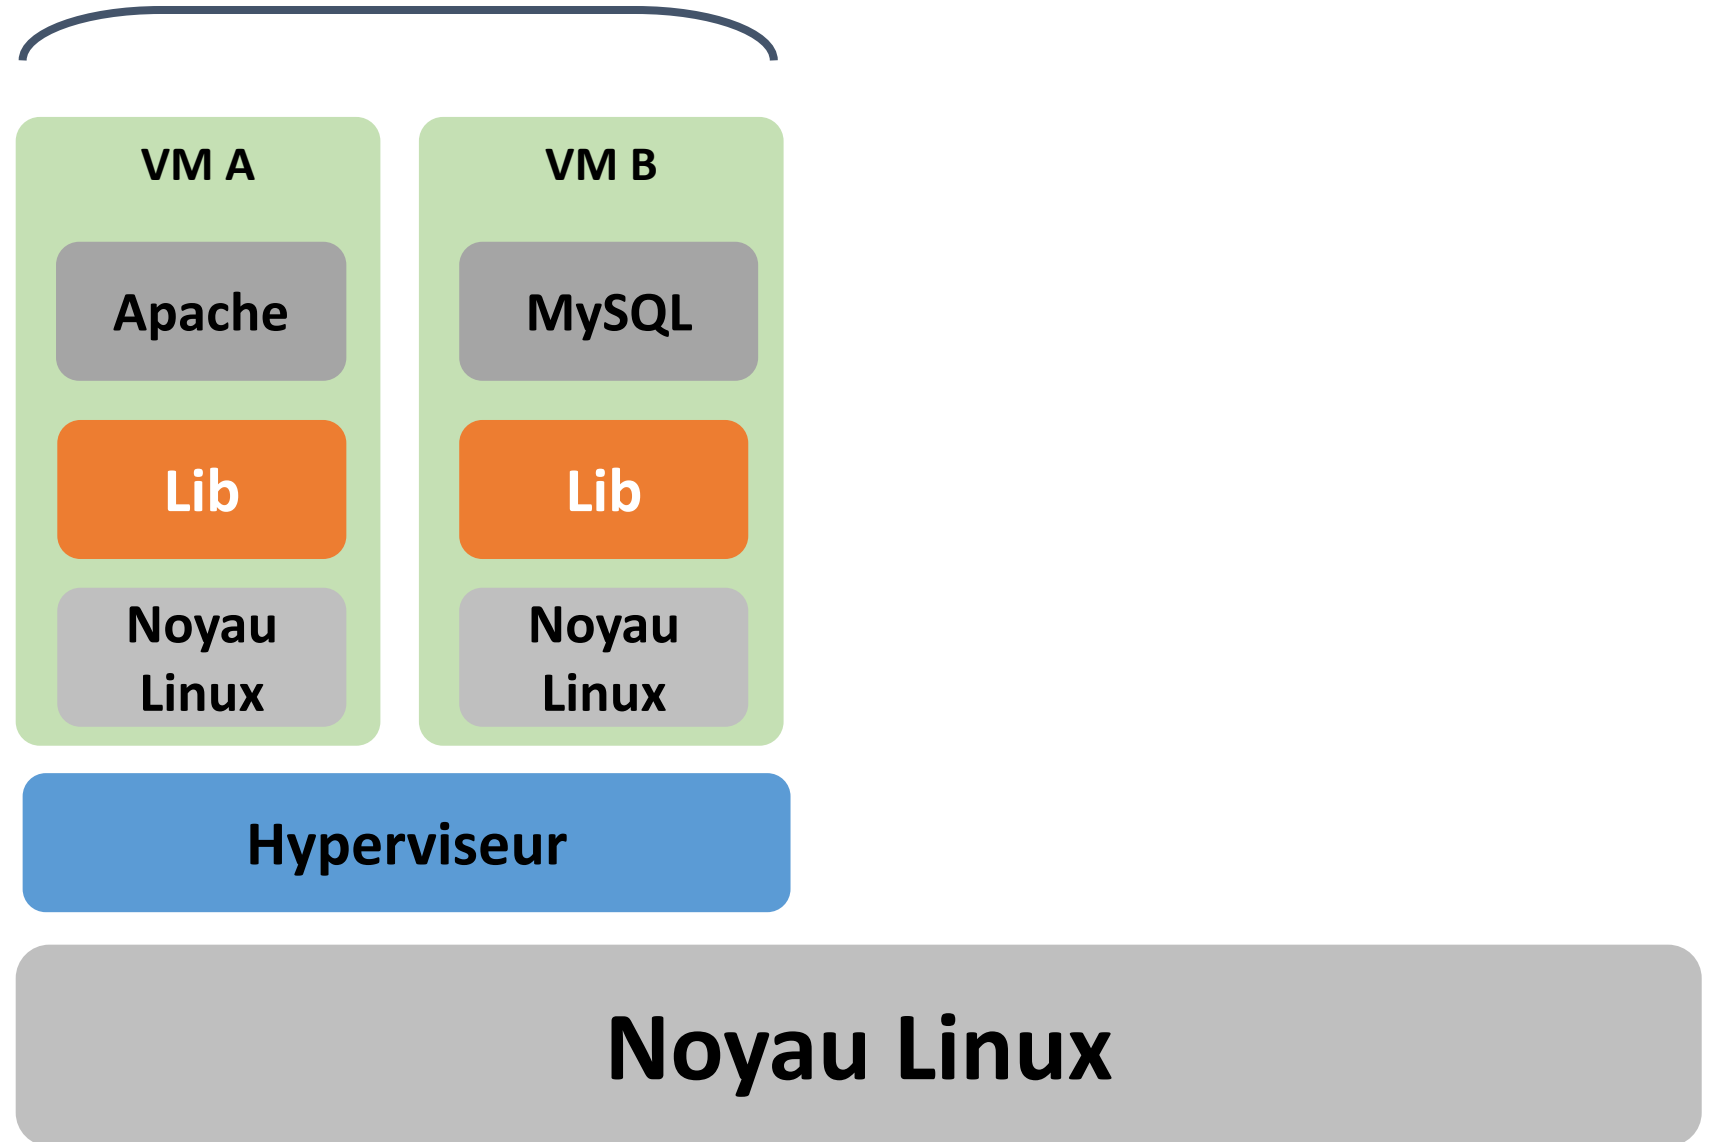 VM A
Apache
Lib
Noyau
Linux
VM B
MySQL
Lib
Noyau
Linux
Hyperviseur
Noyau Linux